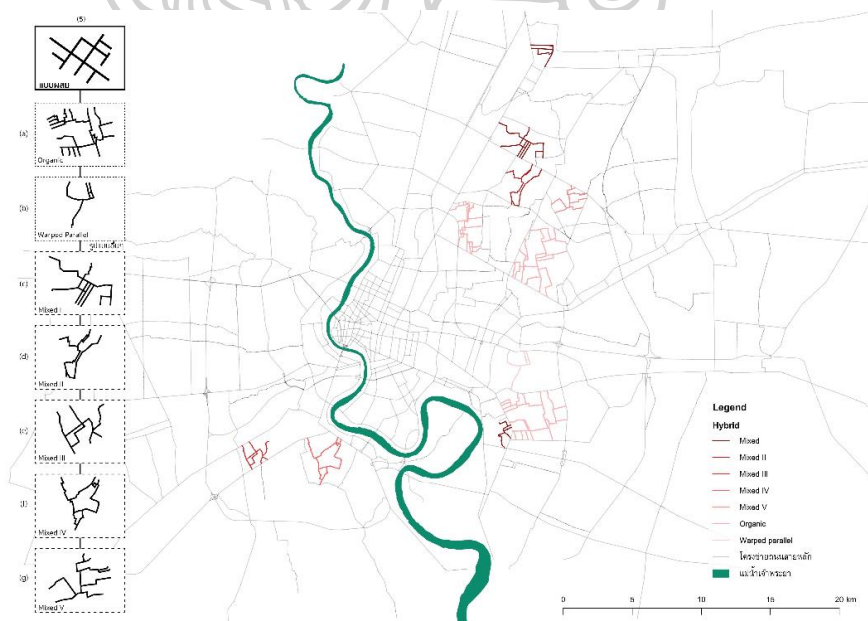 (5)
แบบผสม
(a)
Organic
(b)
Warped Parallel
(c)
Mixed I
(d)
Mixed II
(e)
Mixed III
(f)
Mixed IV
(g)
Mixed V
Legend
Hybrid
Mixed
Mixed II
Mixed III
Mixed IV
Mixed V
Organic
Warped parallel
โครงข่ายถนนสายหลัก
แม่น้ำเจ้าพระยา
0 5 10 15 20 km